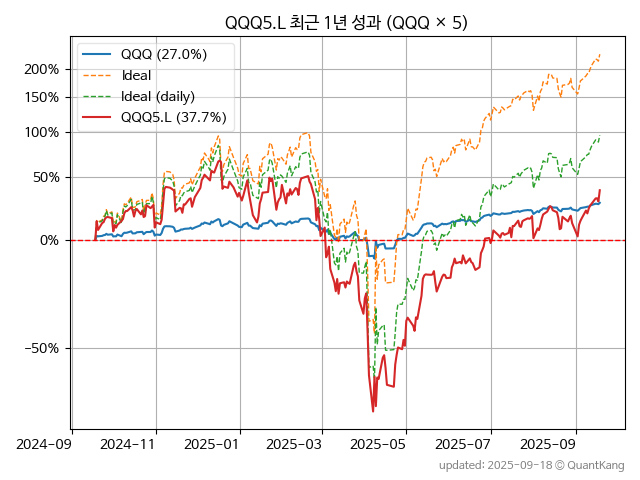 QQQ5.L 최근 1년 성과 (QQQ × 5)
QQQ (27.0%)
Ideal
Ideal (daily)
QQQ5.L (37.7%)
200%
150%
100%
50%
0%
−50%
2024-09 2024-11 2025-01 2025-03 2025-05 2025-07 2025-09
updated: 2025-09-18 ⓒ QuantKang